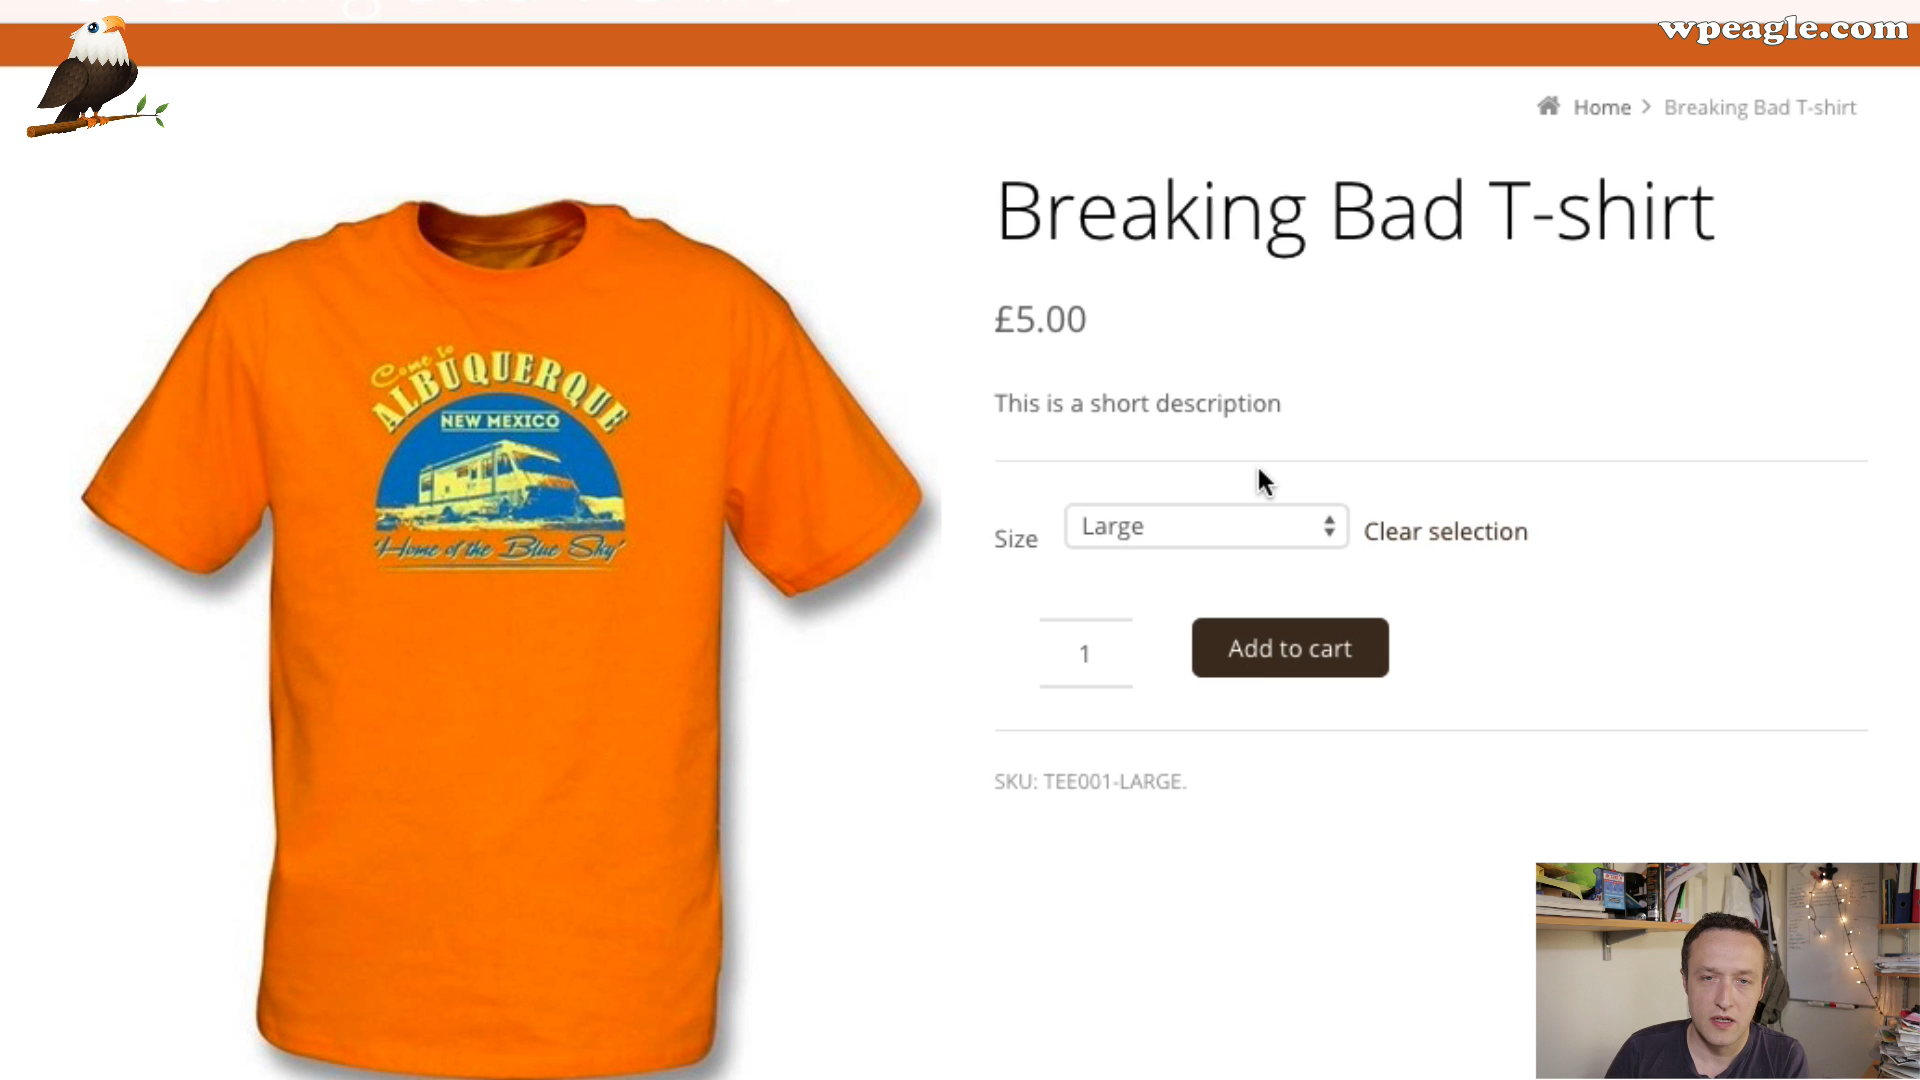 wpeagle.com
Home > Breaking Bad T-shirt
Breaking Bad T-shirt
£5.00
This is a short description
Size
Large
Clear selection
1
Add to cart
SKU: TEE001-LARGE.
Come to
ALBUQUERQUE
NEW MEXICO
'Home of the Blue Sky'